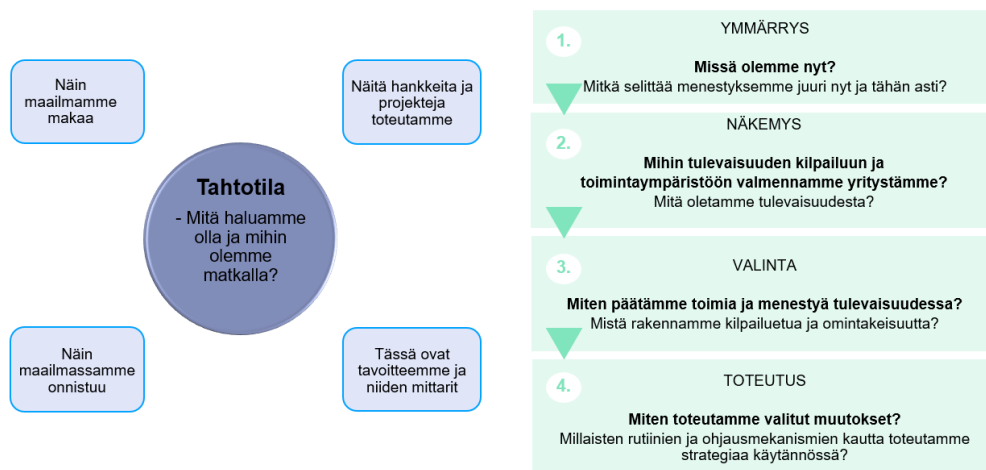 Näin
maailmamme
makaa
Näitä hankkeita ja
projekteja
toteutamme
Tahtotila
- Mitä haluamme
olla ja mihin
olemme
matkalla?
Näin
maailmassamme
onnistuu
Tässä ovat
tavoitteemme ja
niiden mittarit
1.
YMMÄRRYS
Missä olemme nyt?
Mitkä selittää menestyksemme juuri nyt ja tähän asti?
2.
NÄKEMYS
Mihin tulevaisuuden kilpailuun ja
toimintaympäristöön valmennamme yritystämme?
Mitä oletamme tulevaisuudesta?
3.
VALINTA
Miten päätämme toimia ja menestyä tulevaisuudessa?
Mistä rakennamme kilpailuetua ja omintakeisuutta?
4.
TOTEUTUS
Miten toteutamme valitut muutokset?
Millaisten rutiinien ja ohjausmekanismien kautta toteutamme
strategiaa käytännössä?